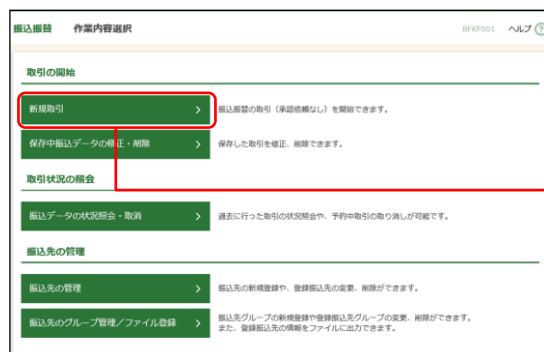 振込振替 作業内容選択 BFKF001 ヘルプ ?
取引の開始
新規取引 > 振込振替の取引（承認依頼なし）を開始できます。
保存中振込データの修正・削除 > 保存した取引を修正、削除できます。
取引状況の照会
振込データの状況照会・取消 > 過去に行った取引の状況照会や、予約中取引の取り消しが可能です。
振込先の管理
振込先の管理 > 振込先の新規登録や、登録振込先の変更、削除ができます。
振込先のグループ管理／ファイル登録 > 振込先グループの新規登録や登録振込先グループの変更、削除ができます。
また、登録振込先の情報をファイルに出力できます。